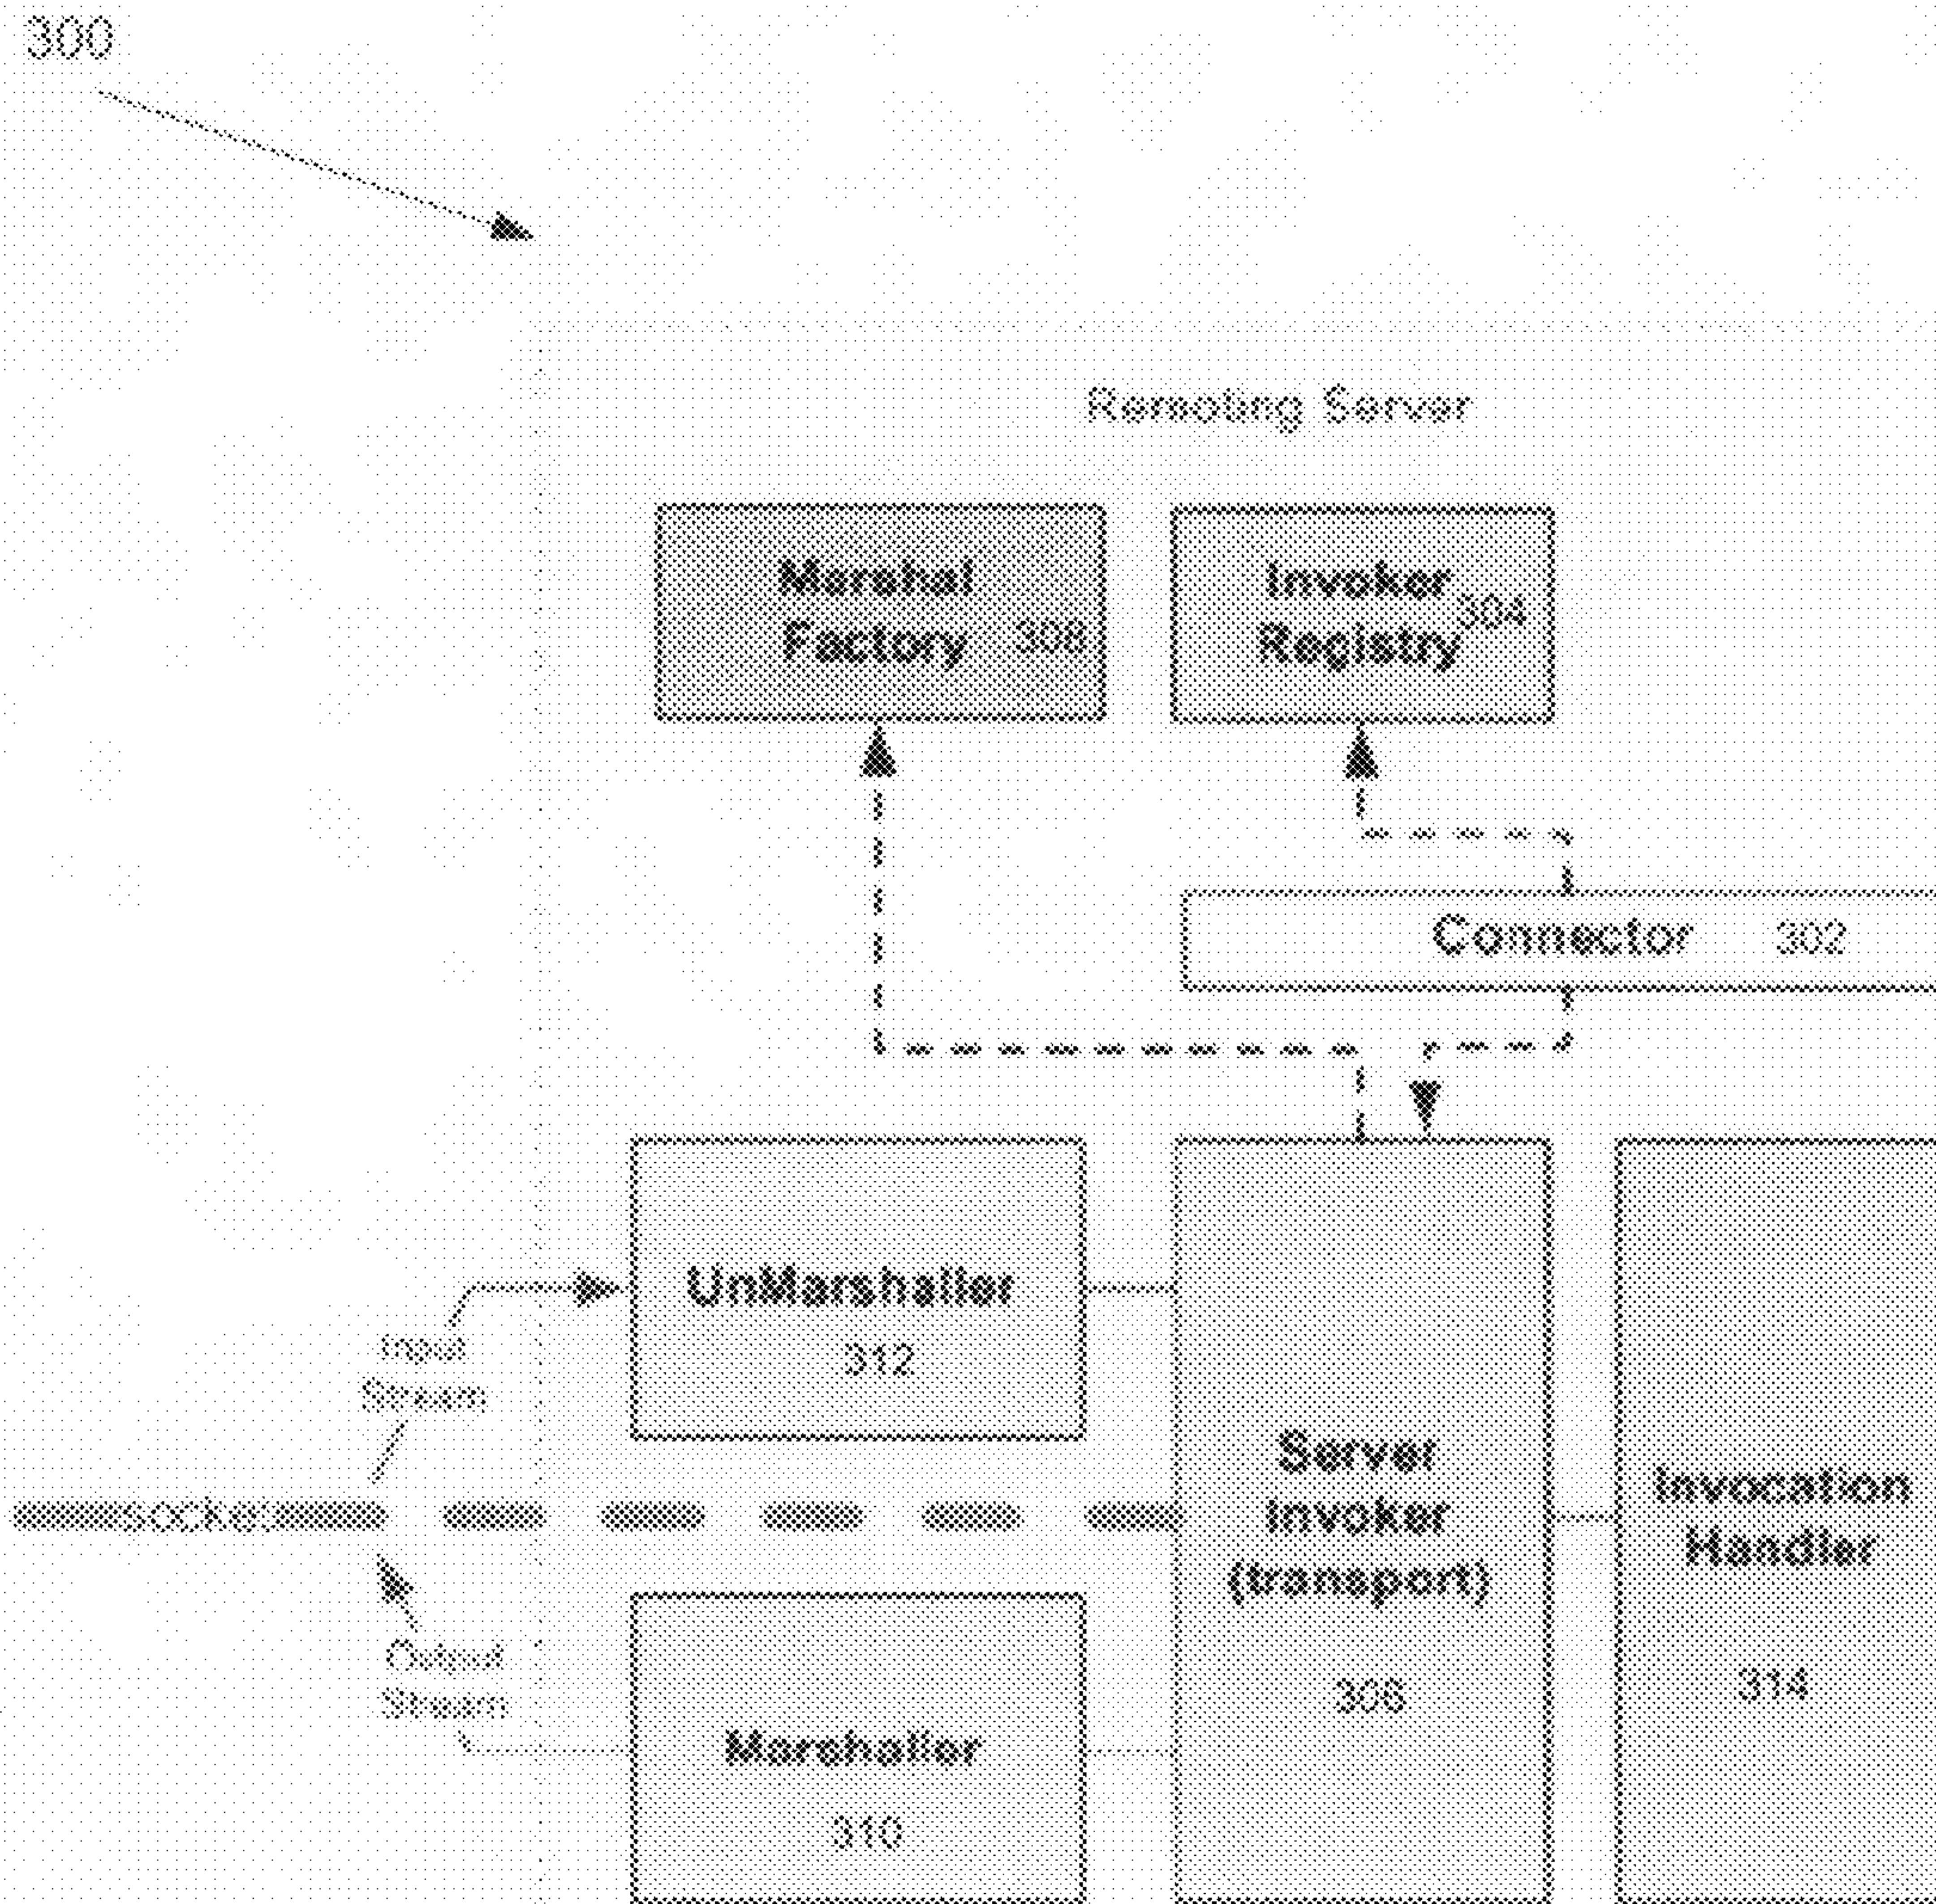 300
Remoting Server
Marshal
Factory 308
Invoker
Registry 304
Connector 302
UnMarshaller
312
Input
Stream
socket
Server
Invoker
(transport)
306
Invocation
Handler
314
Output
Stream
Marshaller
310